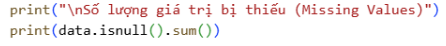 print("\nSố lượng giá trị bị thiếu (Missing Values)")
print(data.isnull().sum())